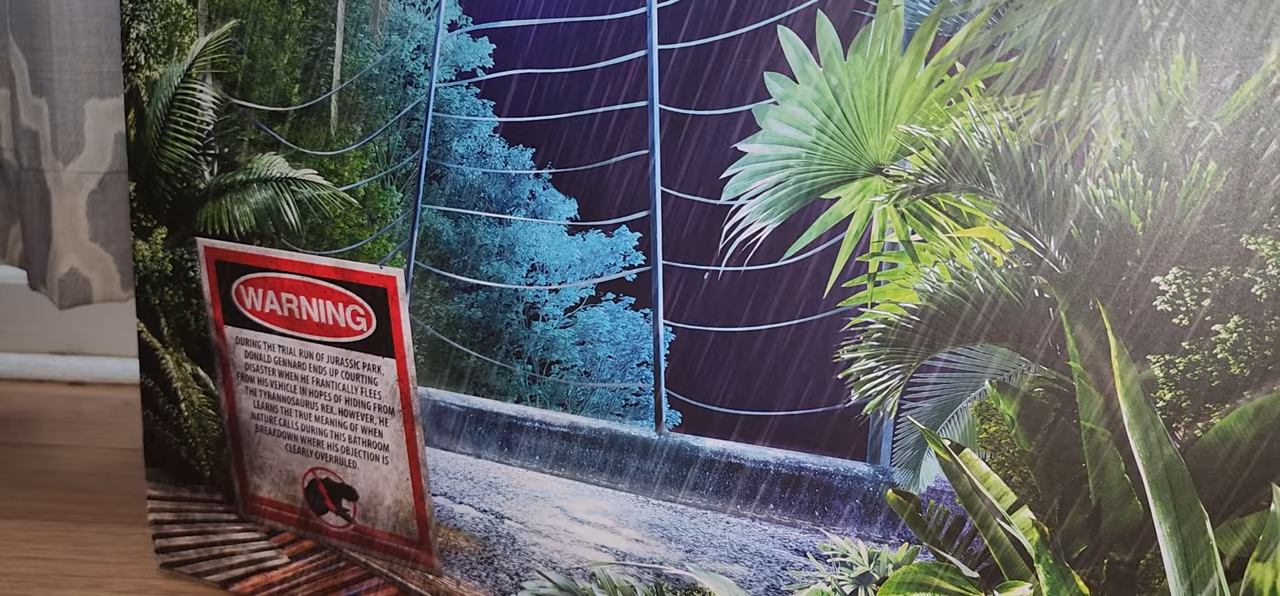 WARNING
DURING THE TRIAL RUN OF JURASSIC PARK,
DONALD GENNARO ENDS UP COURTING
DISASTER WHEN HE FRANTICALLY FLEES
FROM HIS VEHICLE IN HOPES OF HIDING FROM
THE TYRANNOSAURUS REX. HOWEVER, HE
LEARNS THE TRUE MEANING OF WHEN
NATURE CALLS DURING THIS BATHROOM
BREAKDOWN WHERE HIS OBJECTION IS
CLEARLY OVERRULED.